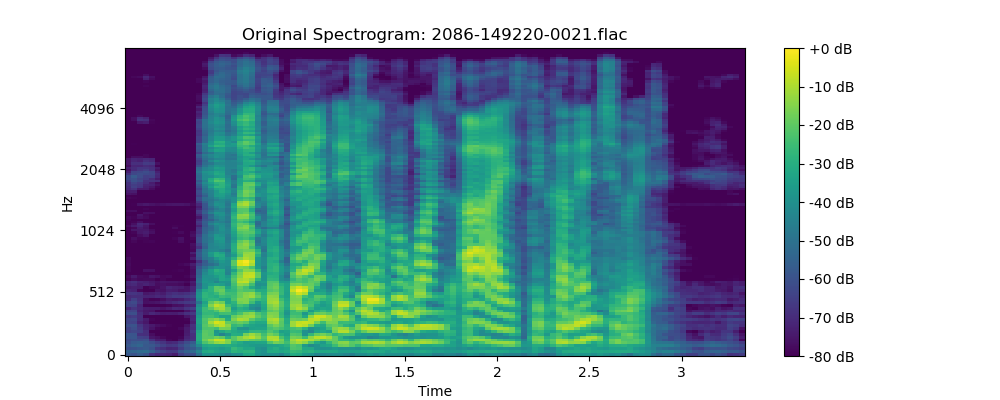 Original Spectrogram: 2086-149220-0021.flac
Hz
4096
2048
1024
512
0
0 0.5 1 1.5 2 2.5 3
Time
+0 dB
-10 dB
-20 dB
-30 dB
-40 dB
-50 dB
-60 dB
-70 dB
-80 dB